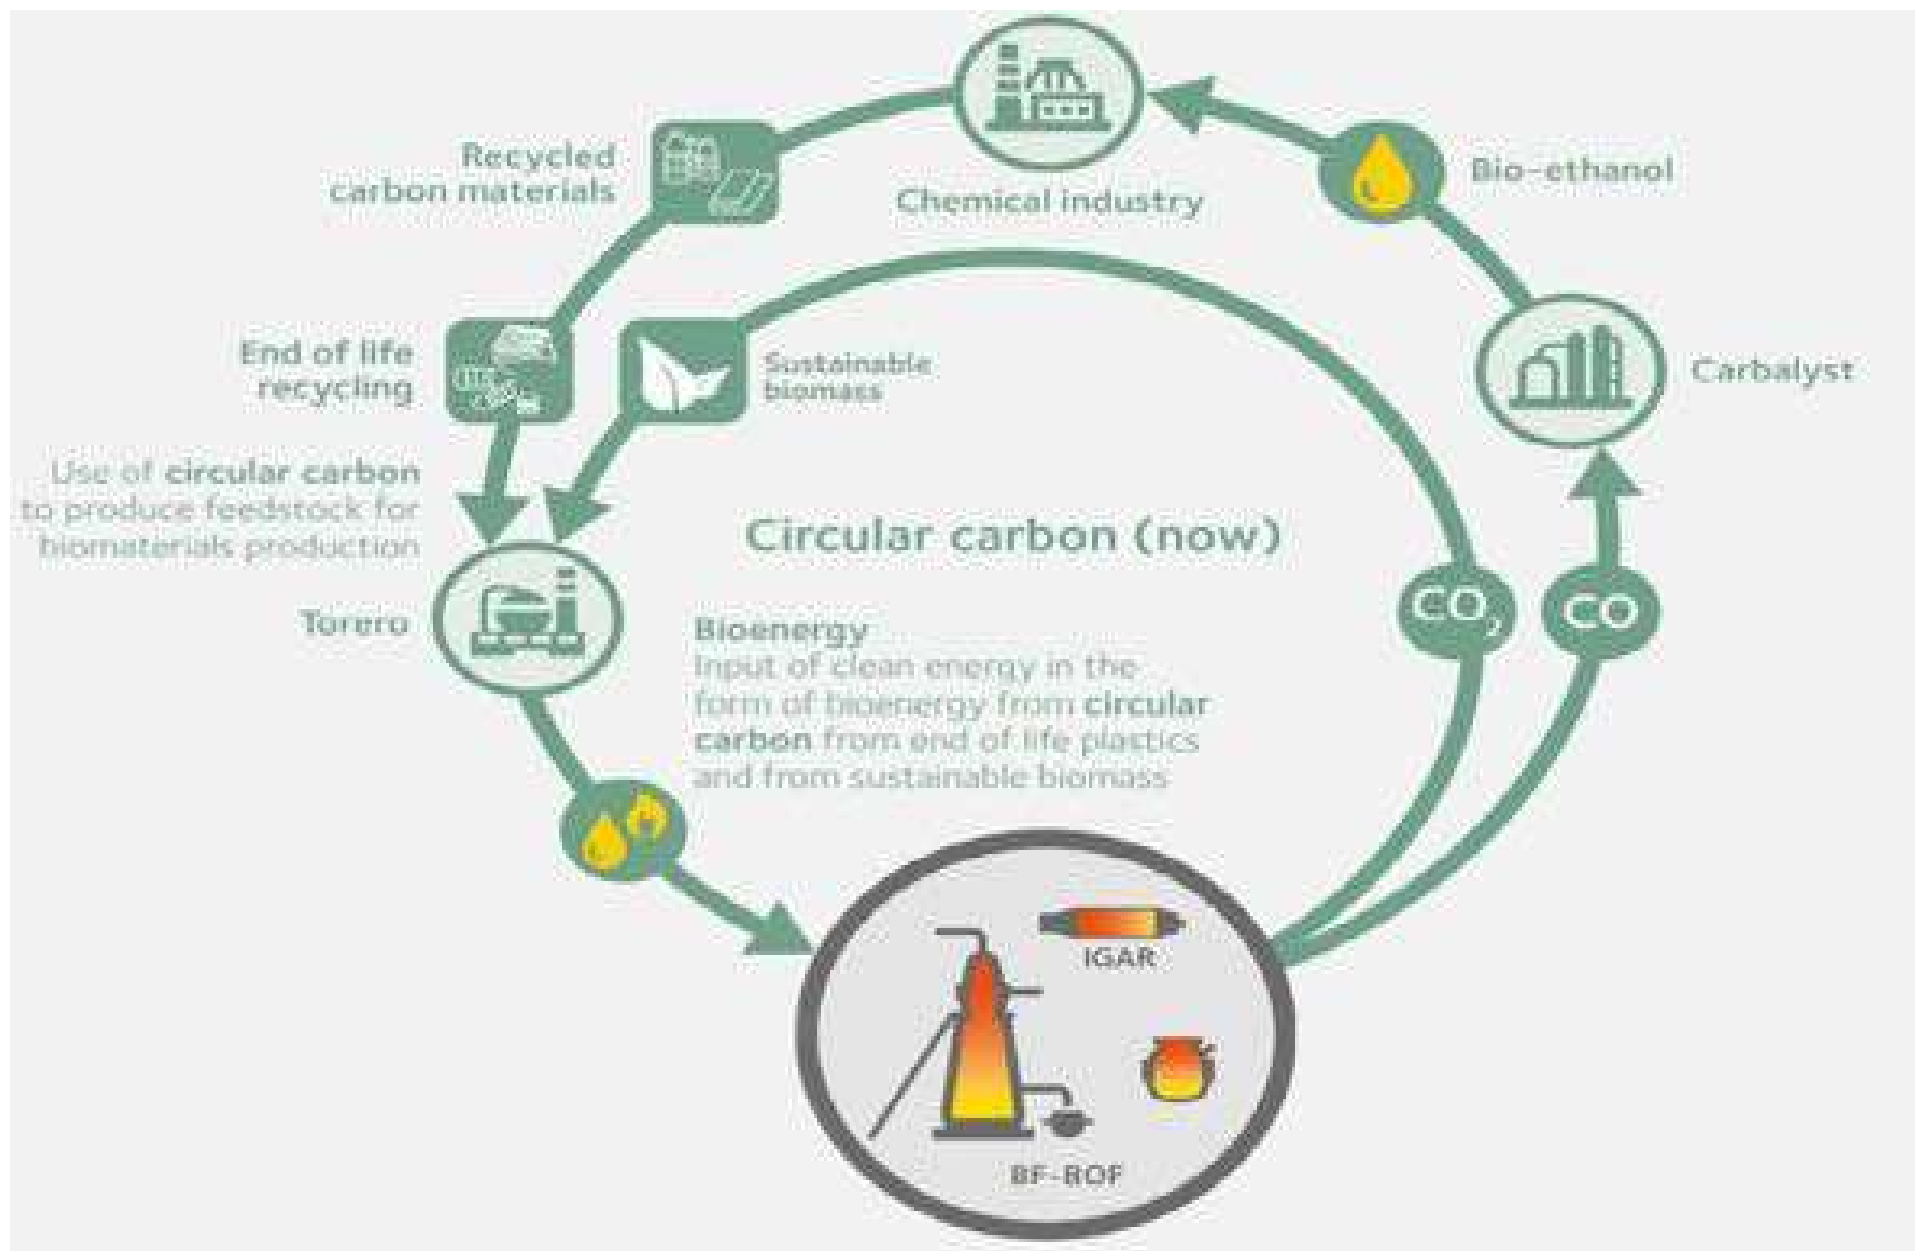 Recycled
carbon materials
Chemical industry
Bio-ethanol
End of life
recycling
Sustainable
biomass
Carbalyst
Use of circular carbon
to produce feedstock for
biomaterials production
Circular carbon (now)
Torero
CO₂
CO
Bioenergy
Input of clean energy in the
form of bioenergy from circular
carbon from end of life plastics
and from sustainable biomass
IGAR
BF-BOF